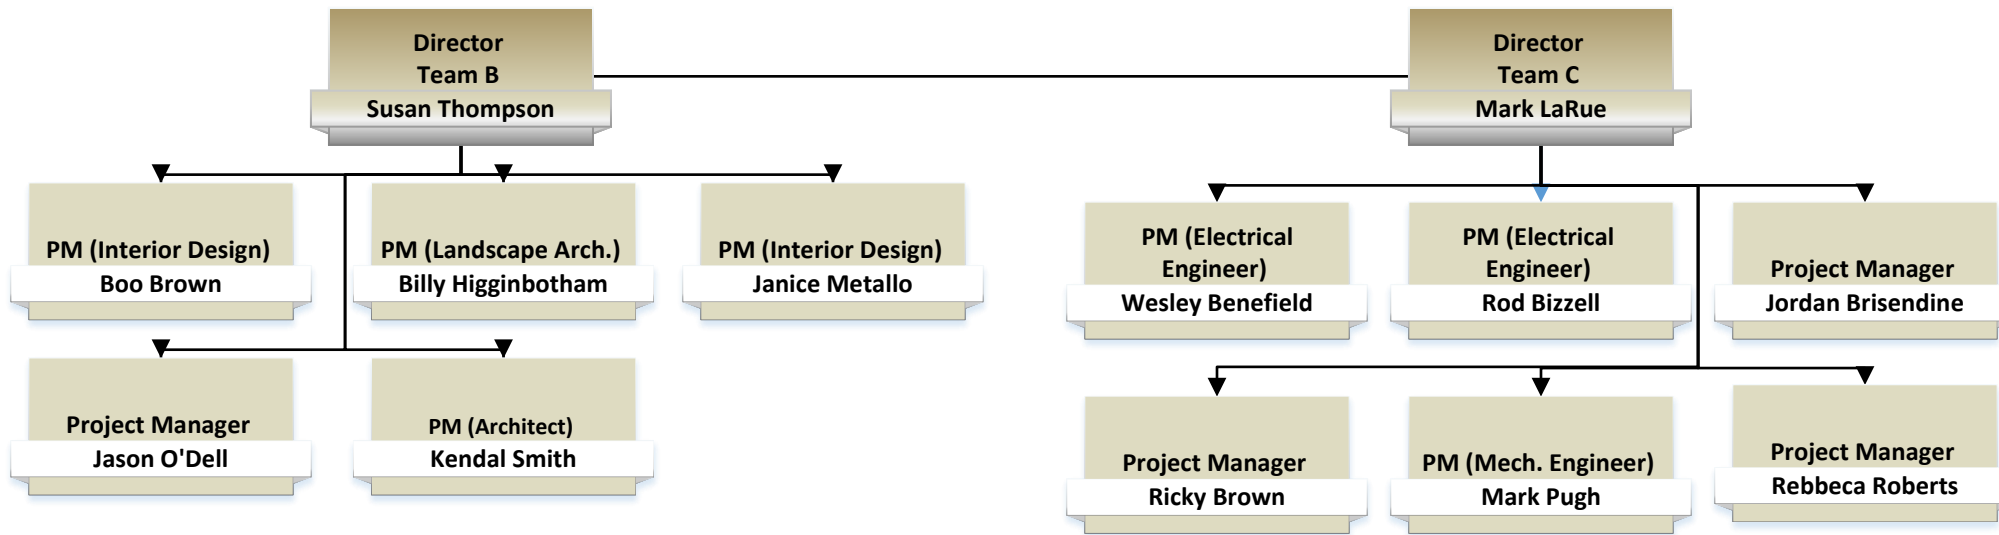 Director
Team B
Susan Thompson
Director
Team C
Mark LaRue
PM (Interior Design)
Boo Brown
PM (Landscape Arch.)
Billy Higginbotham
PM (Interior Design)
Janice Metallo
PM (Electrical
Engineer)
Wesley Benefield
PM (Electrical
Engineer)
Rod Bizzell
Project Manager
Jordan Brisendine
Project Manager
Jason O'Dell
PM (Architect)
Kendal Smith
Project Manager
Ricky Brown
PM (Mech. Engineer)
Mark Pugh
Project Manager
Rebbeca Roberts